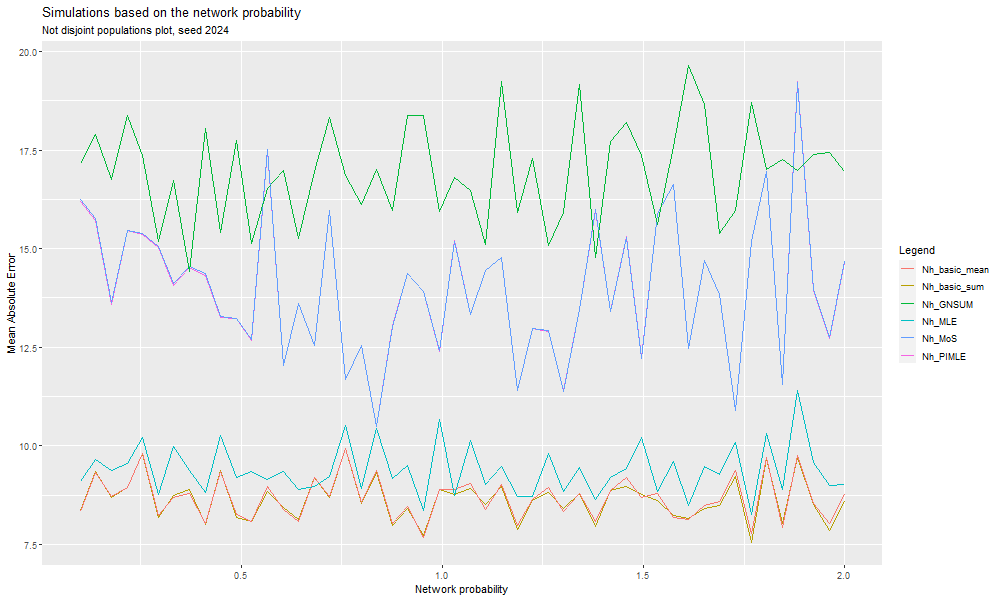 Simulations based on the network probability
Not disjoint populations plot, seed 2024
20.0
17.5
15.0
12.5
10.0
7.5
Mean Absolute Error
0.5
1.0
1.5
2.0
Network probability
Legend
Nh_basic_mean
Nh_basic_sum
Nh_GNSUM
Nh_MLE
Nh_MoS
Nh_PIMLE